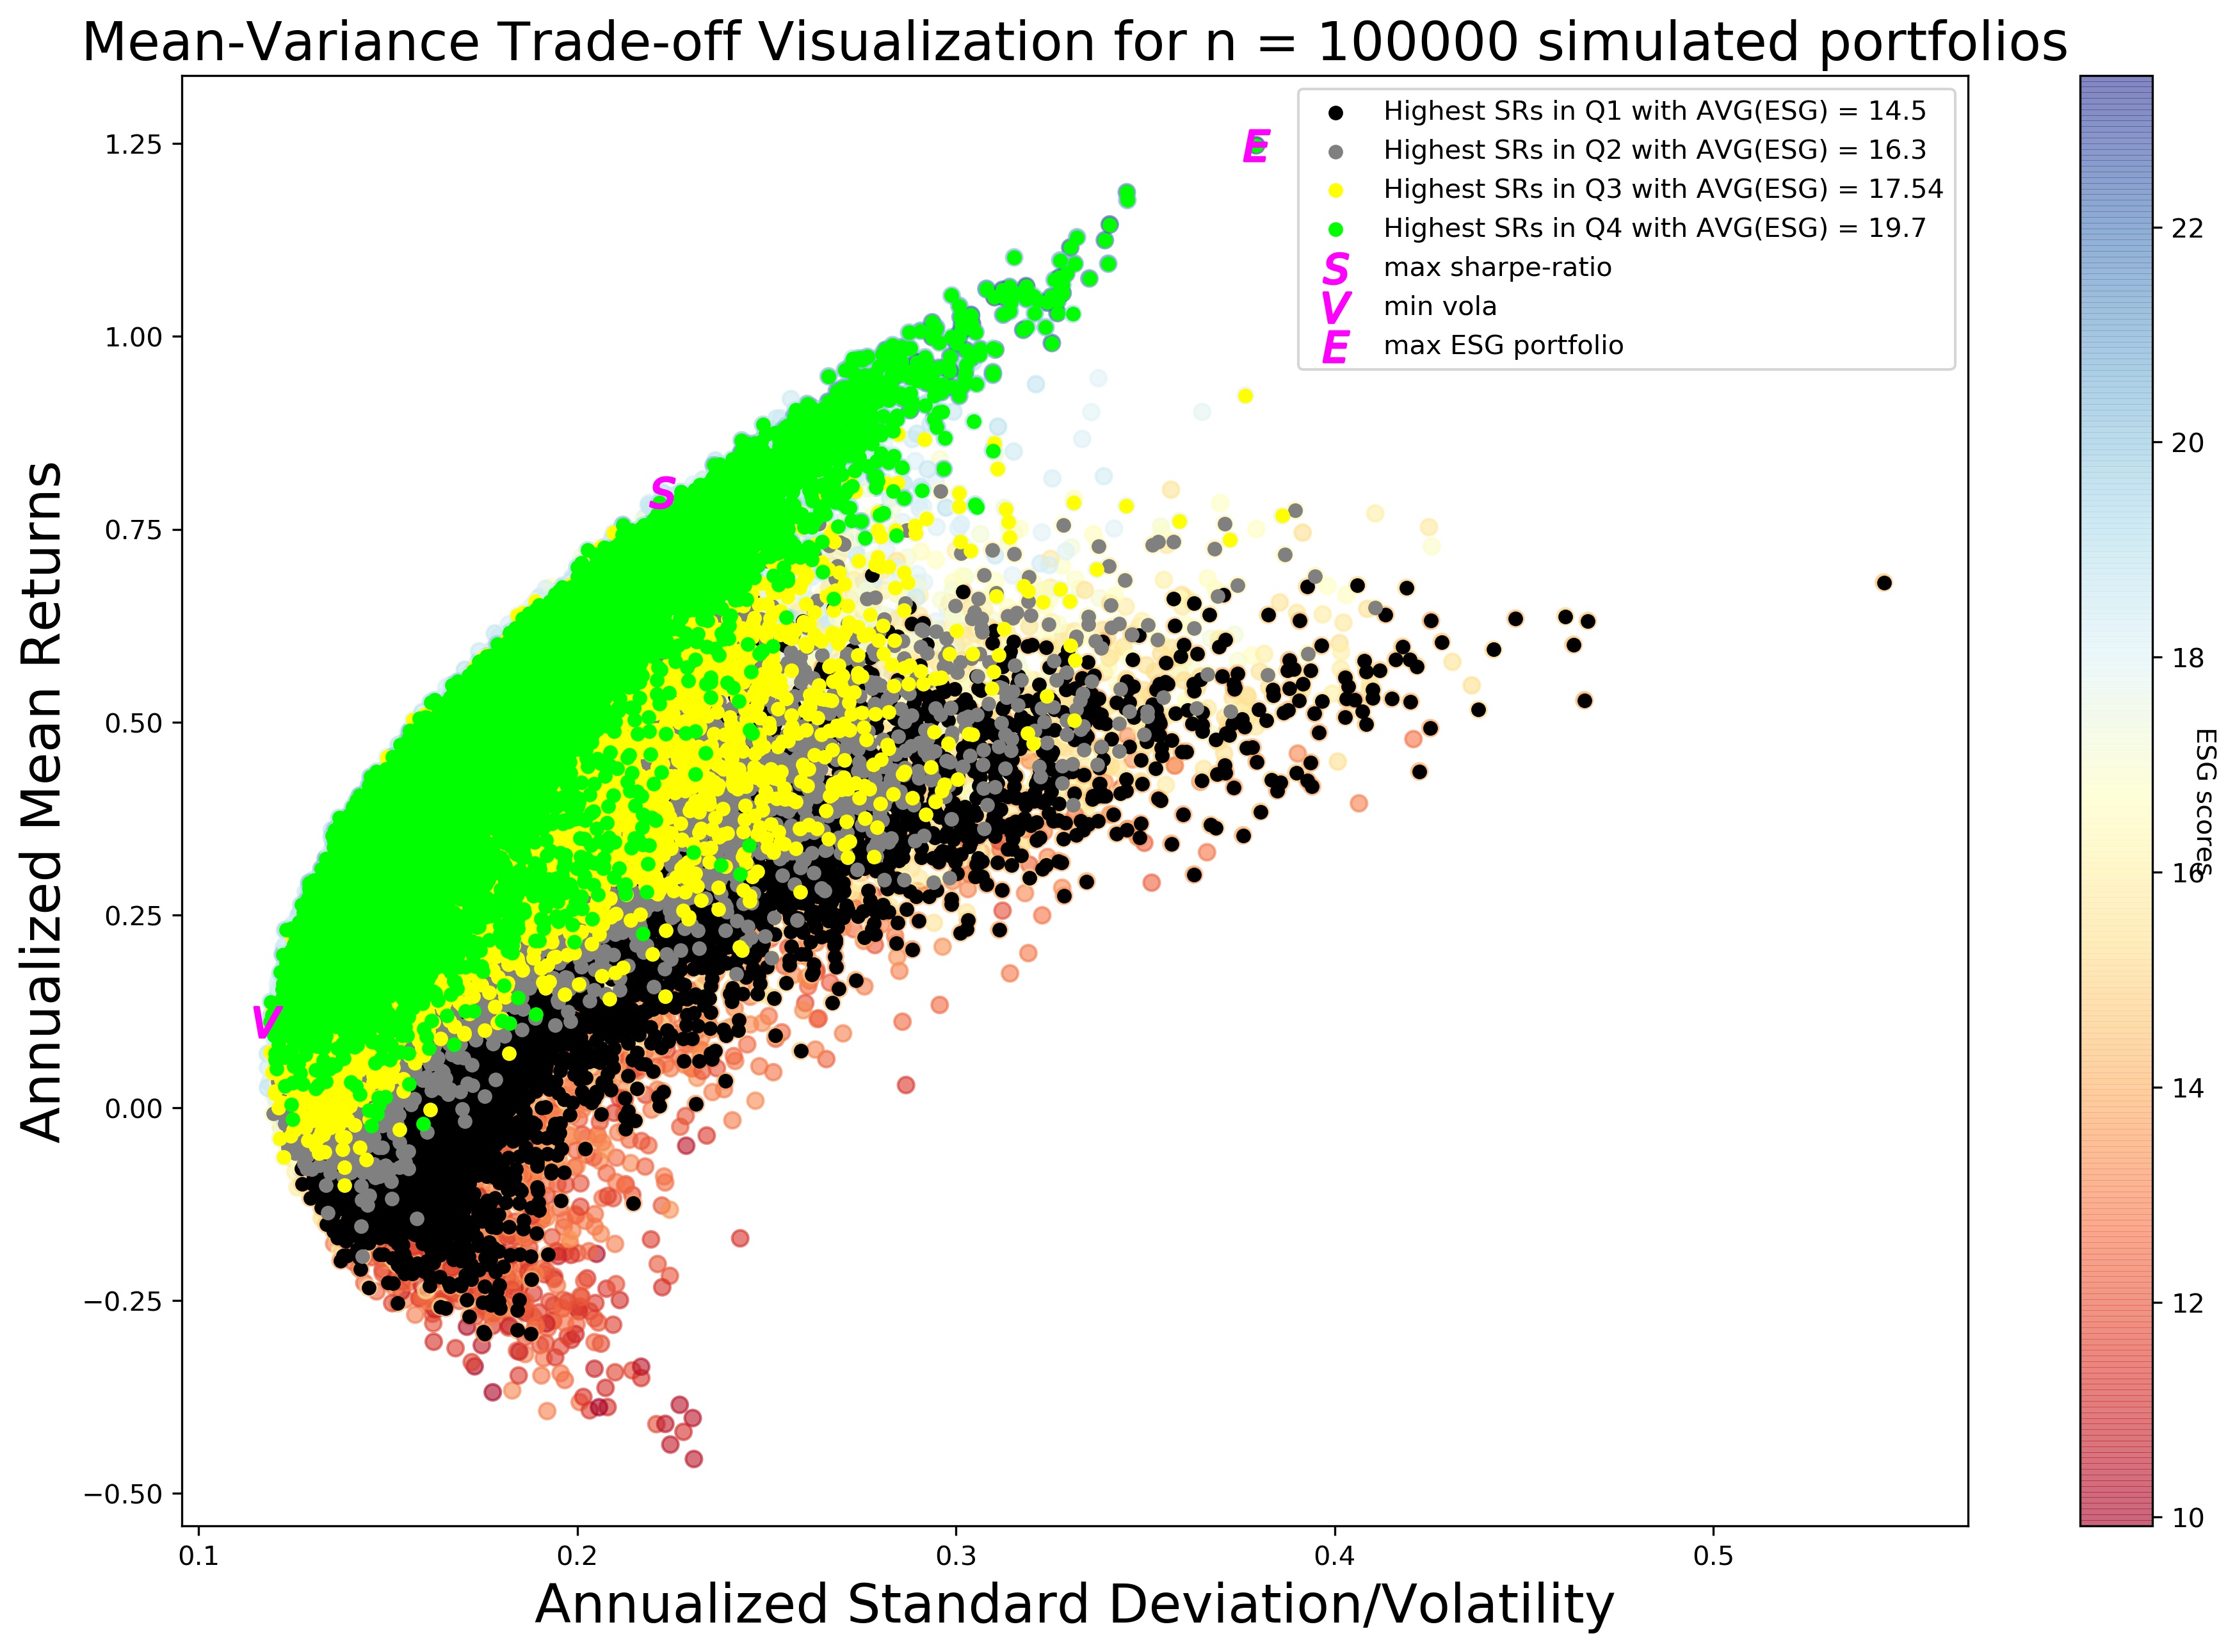 Mean-Variance Trade-off Visualization for n = 100000 simulated portfolios
Highest SRs in Q1 with AVG(ESG) = 14.5
Highest SRs in Q2 with AVG(ESG) = 16.3
Highest SRs in Q3 with AVG(ESG) = 17.54
Highest SRs in Q4 with AVG(ESG) = 19.7
S max sharpe-ratio
V min vola
E max ESG portfolio
E
S
V
Annualized Mean Returns
1.25
1.00
0.75
0.50
0.25
0.00
−0.25
−0.50
0.1 0.2 0.3 0.4 0.5
Annualized Standard Deviation/Volatility
22
20
18
16
14
12
10
ESG scores